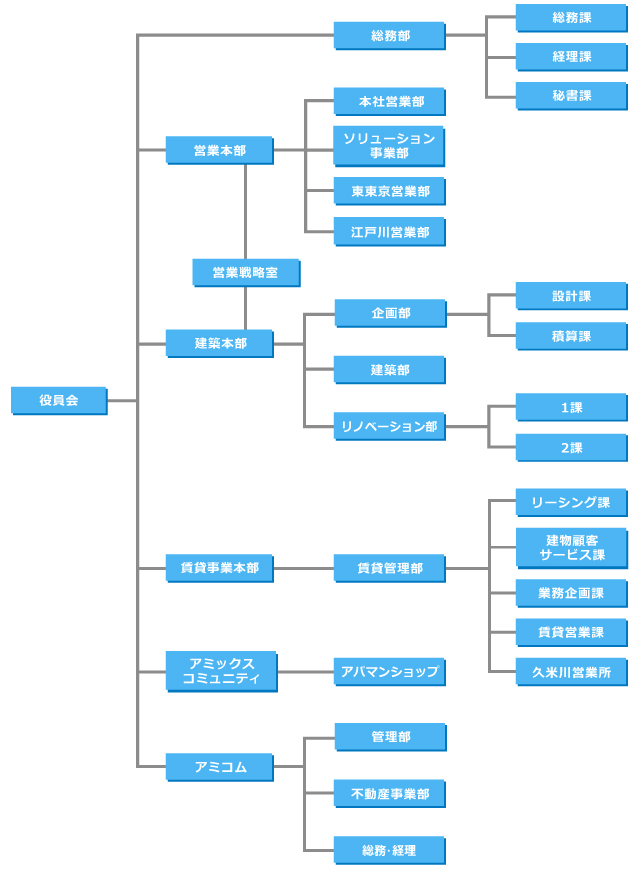 役員会
総務部
総務課
経理課
秘書課
営業本部
本社営業部
ソリューション
事業部
東東京営業部
江戸川営業部
営業戦略室
建築本部
企画部
設計課
積算課
建築部
リノベーション部
1課
2課
賃貸事業本部
賃貸管理部
リーシング課
建物顧客
サービス課
業務企画課
賃貸営業課
久米川営業所
アミックス
コミュニティ
アパマンショップ
アミコム
管理部
不動産事業部
総務・経理